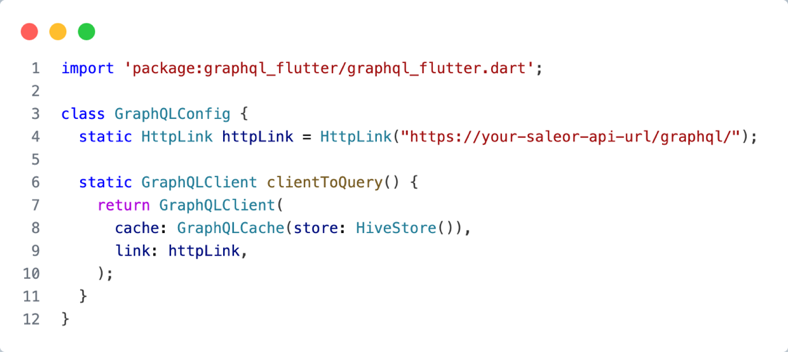 1 import 'package:graphql_flutter/graphql_flutter.dart';
2
3 class GraphQLConfig {
4   static HttpLink httpLink = HttpLink("https://your-saleor-api-url/graphql/");
5
6   static GraphQLClient clientToQuery() {
7     return GraphQLClient(
8       cache: GraphQLCache(store: HiveStore()),
9       link: httpLink,
10     );
11   }
12 }